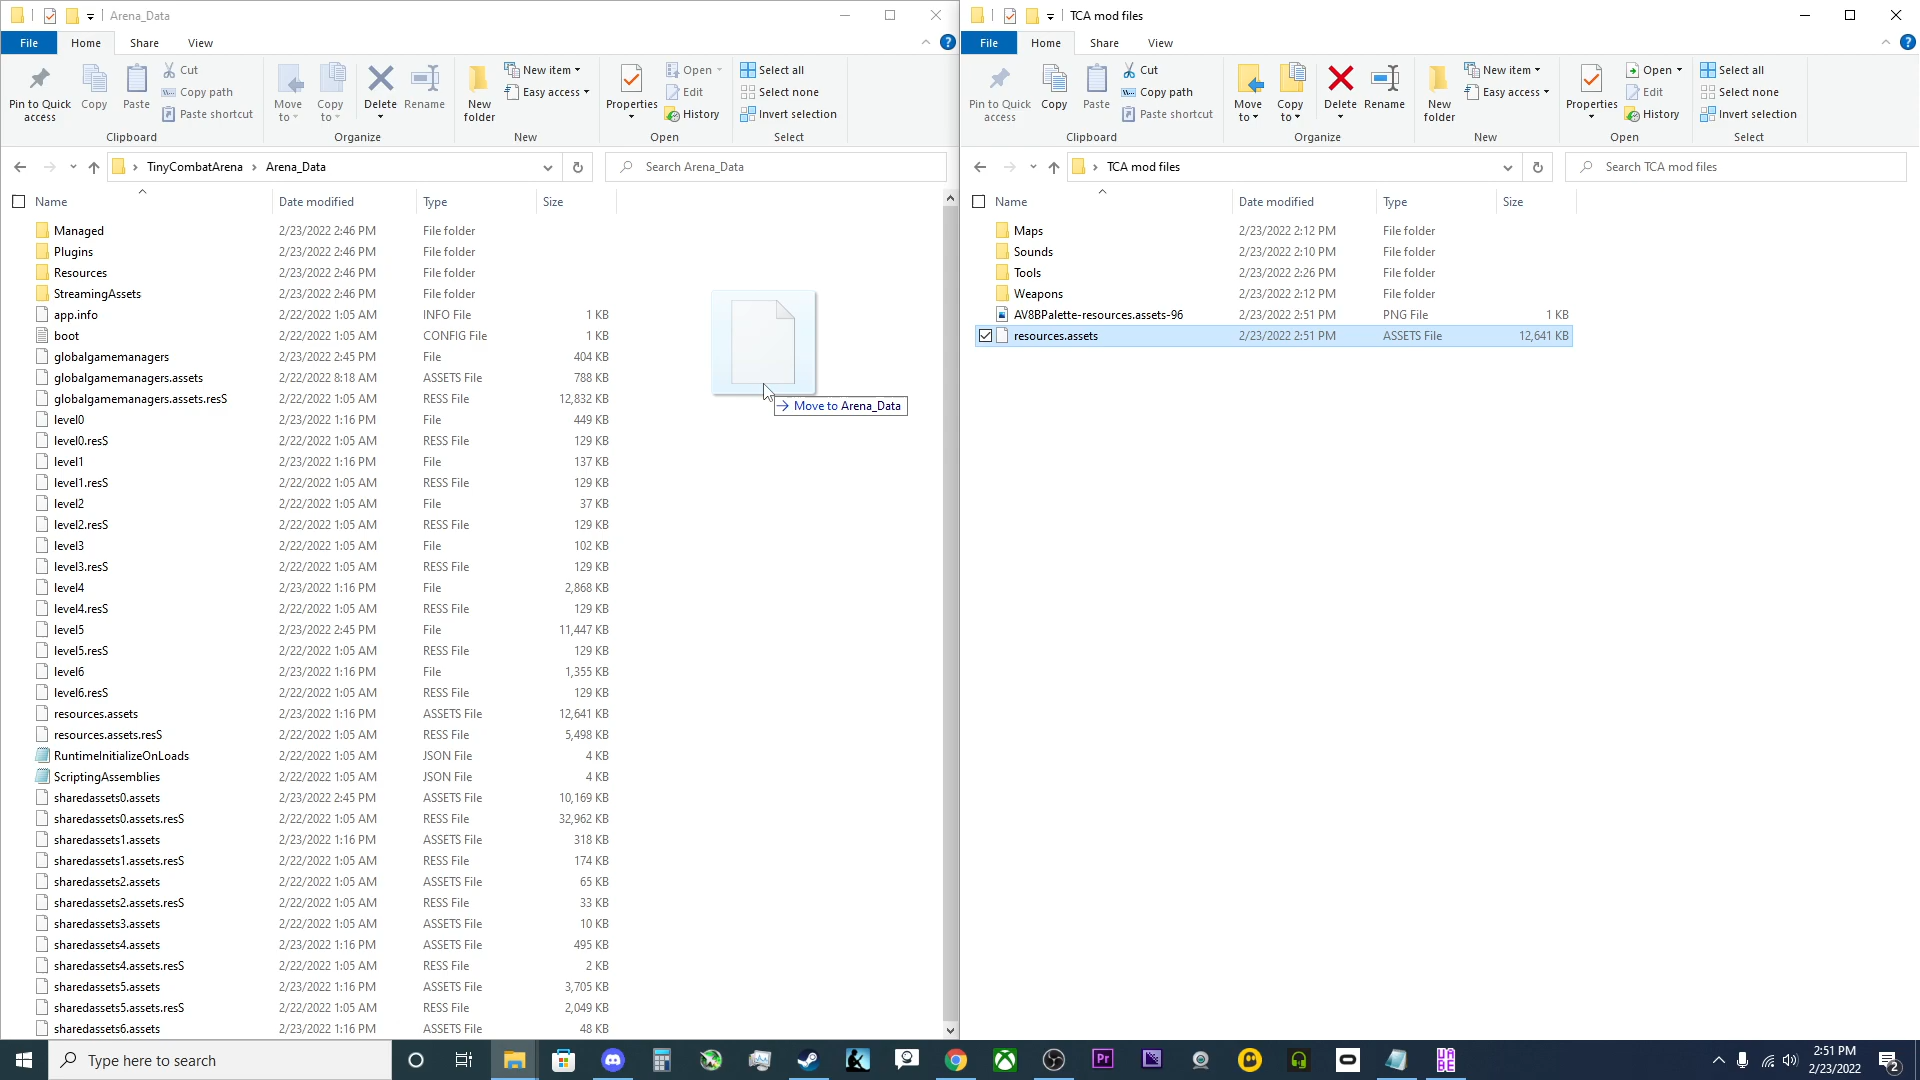 Arena_Data
File
Home
Share
View
Pin to Quick access
Copy
Paste
Cut
Copy path
Paste shortcut
Clipboard
Move to
Copy to
Delete
Rename
Organize
New folder
New item
Easy access
New
Properties
Open
Edit
History
Open
Select all
Select none
Invert selection
Select
TinyCombatArena > Arena_Data
Search Arena_Data
Name Date modified Type Size
Managed 2/23/2022 2:46 PM File folder
Plugins 2/23/2022 2:46 PM File folder
Resources 2/23/2022 2:46 PM File folder
StreamingAssets 2/23/2022 2:46 PM File folder
app.info 2/22/2022 1:05 AM INFO File 1 KB
boot 2/22/2022 1:05 AM CONFIG File 1 KB
globalgamemanagers 2/23/2022 2:45 PM File 404 KB
globalgamemanagers.assets 2/22/2022 8:18 AM ASSETS File 788 KB
globalgamemanagers.assets.resS 2/22/2022 1:05 AM RESS File 12,832 KB
level0 2/23/2022 1:16 PM File 449 KB
level0.resS 2/22/2022 1:05 AM RESS File 129 KB
level1 2/23/2022 1:16 PM File 137 KB
level1.resS 2/22/2022 1:05 AM RESS File 129 KB
level2 2/22/2022 1:05 AM File 37 KB
level2.resS 2/22/2022 1:05 AM RESS File 129 KB
level3 2/22/2022 1:05 AM File 102 KB
level3.resS 2/22/2022 1:05 AM RESS File 129 KB
level4 2/23/2022 1:16 PM File 2,868 KB
level4.resS 2/22/2022 1:05 AM RESS File 129 KB
level5 2/23/2022 2:45 PM File 11,447 KB
level5.resS 2/22/2022 1:05 AM RESS File 129 KB
level6 2/23/2022 1:16 PM File 1,355 KB
level6.resS 2/22/2022 1:05 AM RESS File 129 KB
resources.assets 2/23/2022 1:16 PM ASSETS File 12,641 KB
resources.assets.resS 2/22/2022 1:05 AM RESS File 5,498 KB
RuntimeInitializeOnLoads 2/22/2022 1:05 AM JSON File 4 KB
ScriptingAssemblies 2/22/2022 1:05 AM JSON File 4 KB
sharedassets0.assets 2/23/2022 2:45 PM ASSETS File 10,169 KB
sharedassets0.assets.resS 2/22/2022 1:05 AM RESS File 32,962 KB
sharedassets1.assets 2/23/2022 1:16 PM ASSETS File 318 KB
sharedassets1.assets.resS 2/22/2022 1:05 AM RESS File 174 KB
sharedassets2.assets 2/22/2022 1:05 AM ASSETS File 65 KB
sharedassets2.assets.resS 2/22/2022 1:05 AM RESS File 33 KB
sharedassets3.assets 2/22/2022 1:05 AM ASSETS File 10 KB
sharedassets4.assets 2/23/2022 1:16 PM ASSETS File 495 KB
sharedassets4.assets.resS 2/22/2022 1:05 AM RESS File 2 KB
sharedassets5.assets 2/23/2022 1:16 PM ASSETS File 3,705 KB
sharedassets5.assets.resS 2/22/2022 1:05 AM RESS File 2,049 KB
sharedassets6.assets 2/23/2022 1:16 PM ASSETS File 48 KB
Move to Arena_Data
TCA mod files
File
Home
Share
View
Pin to Quick access
Copy
Paste
Cut
Copy path
Paste shortcut
Clipboard
Move to
Copy to
Delete
Rename
Organize
New folder
New item
Easy access
New
Properties
Open
Edit
History
Open
Select all
Select none
Invert selection
Select
TCA mod files
Search TCA mod files
Name Date modified Type Size
Maps 2/23/2022 2:12 PM File folder
Sounds 2/23/2022 2:10 PM File folder
Tools 2/23/2022 2:26 PM File folder
Weapons 2/23/2022 2:12 PM File folder
AV8BPalette-resources.assets-96 2/23/2022 2:51 PM PNG File 1 KB
resources.assets 2/23/2022 2:51 PM ASSETS File 12,641 KB
Type here to search
Pr
UABE
2:51 PM
2/23/2022
2